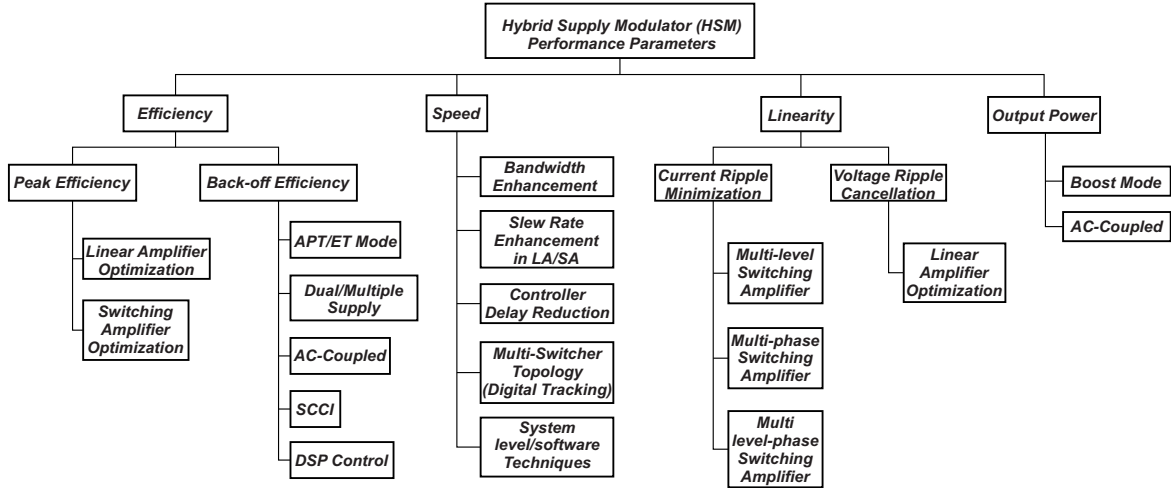 Hybrid Supply Modulator (HSM)
Performance Parameters
Efficiency
Speed
Linearity
Output Power
Peak Efficiency
Back-off Efficiency
Linear Amplifier
Optimization
Switching
Amplifier
Optimization
APT/ET Mode
Dual/Multiple
Supply
AC-Coupled
SCCI
DSP Control
Bandwidth
Enhancement
Slew Rate
Enhancement
in LA/SA
Controller
Delay Reduction
Multi-Switcher
Topology
(Digital Tracking)
System
level/software
Techniques
Current Ripple
Minimization
Voltage Ripple
Cancellation
Multi-level
Switching
Amplifier
Multi-phase
Switching
Amplifier
Multi
level-phase
Switching
Amplifier
Linear
Amplifier
Optimization
Boost Mode
AC-Coupled